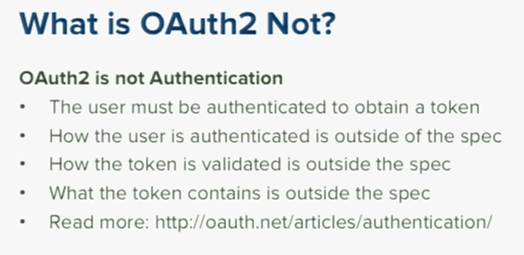 What is OAuth2 Not?
OAuth2 is not Authentication
• The user must be authenticated to obtain a token
• How the user is authenticated is outside of the spec
• How the token is validated is outside the spec
• What the token contains is outside the spec
• Read more: http://oauth.net/articles/authentication/